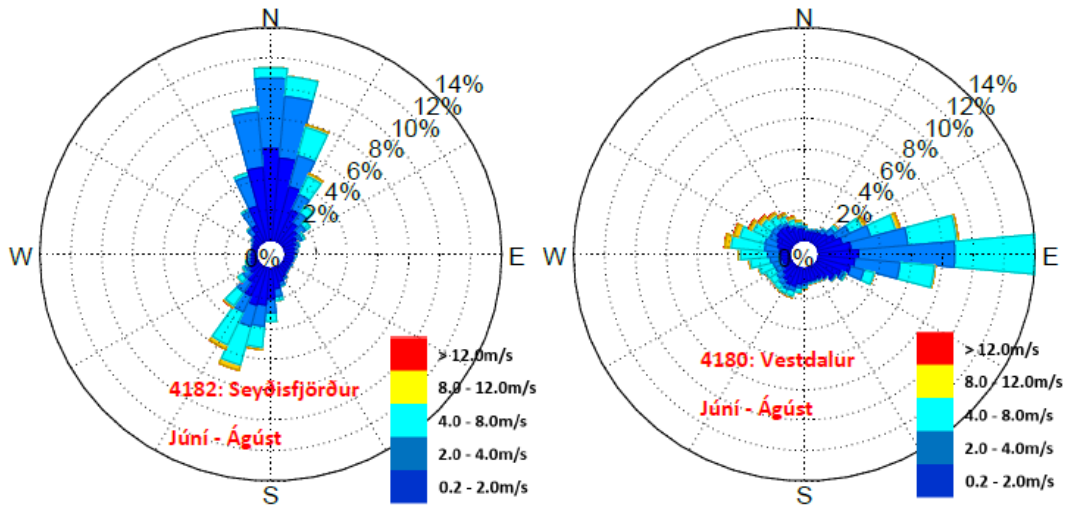 N
14%
12%
10%
8%
6%
4%
2%
0%
W
E
S
4182: Seyðisfjörður
Júní - Ágúst
> 12.0m/s
8.0 - 12.0m/s
4.0 - 8.0m/s
2.0 - 4.0m/s
0.2 - 2.0m/s
N
14%
12%
10%
8%
6%
4%
2%
0%
W
E
S
4180: Vestdalur
Júní - Ágúst
> 12.0m/s
8.0 - 12.0m/s
4.0 - 8.0m/s
2.0 - 4.0m/s
0.2 - 2.0m/s